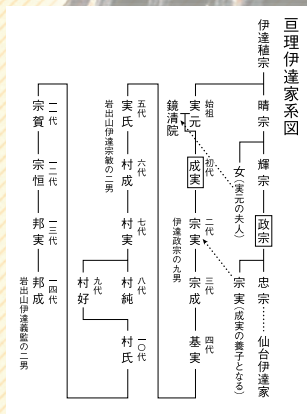 亘理伊達家系図
伊達稙宗
晴宗
輝宗
政宗
忠宗
仙台伊達家
女(実元の夫人)
宗実(成実の養子となる)
始祖
実元
鏡清院
初代
成実
二代
宗実
伊達政宗の九男
三代
宗成
四代
基実
五代
実氏
岩出山伊達宗敏の二男
六代
村成
七代
村実
八代
村純
九代
村好
一〇代
村氏
一一代
宗賀
一二代
宗恒
一三代
邦実
一四代
邦成
岩出山伊達義監の二男